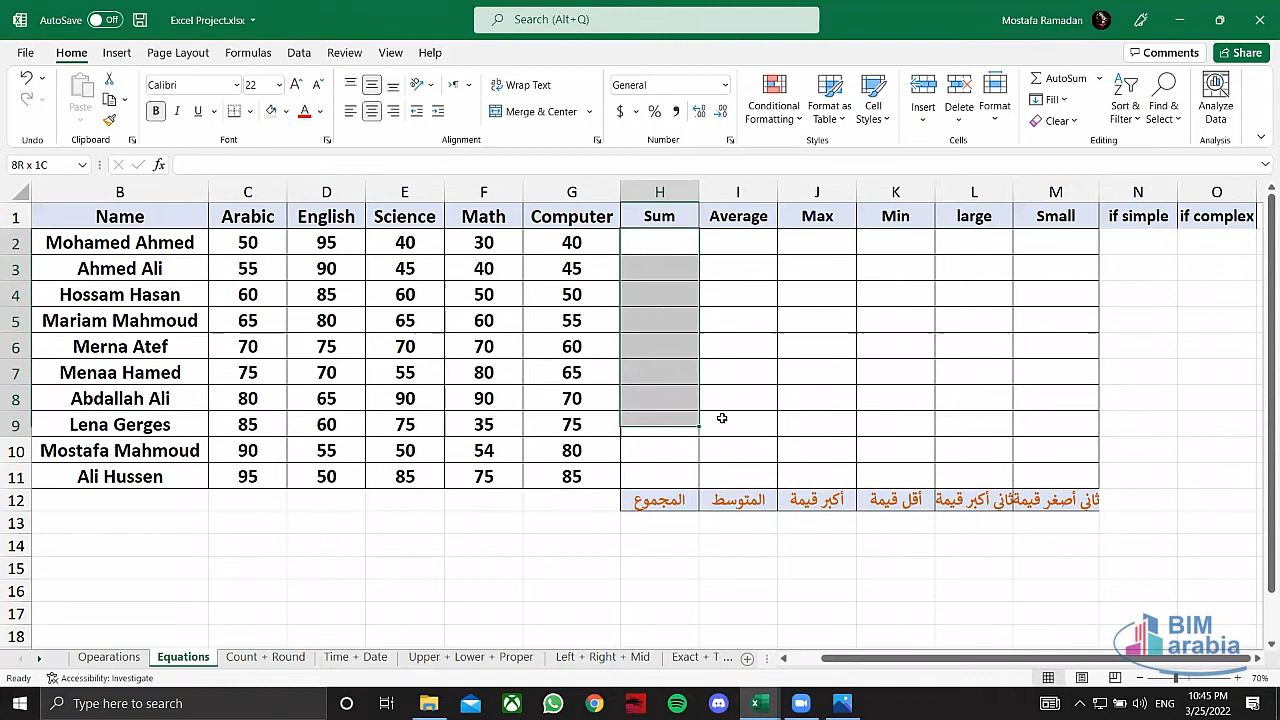 AutoSave Off Excel Project.xlsx Search (Alt+Q) Mostafa Ramadan
File Home Insert Page Layout Formulas Data Review View Help Comments Share
Calibri 22 Wrap Text General AutoSum
Paste B I U Merge & Center $ % Conditional Formatting Format as Table Cell Styles Insert Delete Format Fill Clear Sort & Filter Find & Select Analyze Data
Undo Clipboard Font Alignment Number Styles Cells Editing Analysis
8R x 1C fx
B C D E F G H I J K L M N O
1 Name Arabic English Science Math Computer Sum Average Max Min large Small if simple if complex
2 Mohamed Ahmed 50 95 40 30 40
3 Ahmed Ali 55 90 45 40 45
4 Hossam Hasan 60 85 60 50 50
5 Mariam Mahmoud 65 80 65 60 55
6 Merna Atef 70 75 70 70 60
7 Menaa Hamed 75 70 55 80 65
8 Abdallah Ali 80 65 90 90 70
9 Lena Gerges 85 60 75 35 75
10 Mostafa Mahmoud 90 55 50 54 80
11 Ali Hussen 95 50 85 75 85
12 المجموع المتوسط أكبر قيمة أقل قيمة ثاني أكبر قيمة ثاني أصغر قيمة
13
14
15
16
17
18
BIM
arabia
Opearations Equations Count + Round Time + Date Upper + Lower + Proper Left + Right + Mid Exact + T ...
Ready Accessibility: Investigate 70%
Type here to search 10:45 PM
3/25/2022